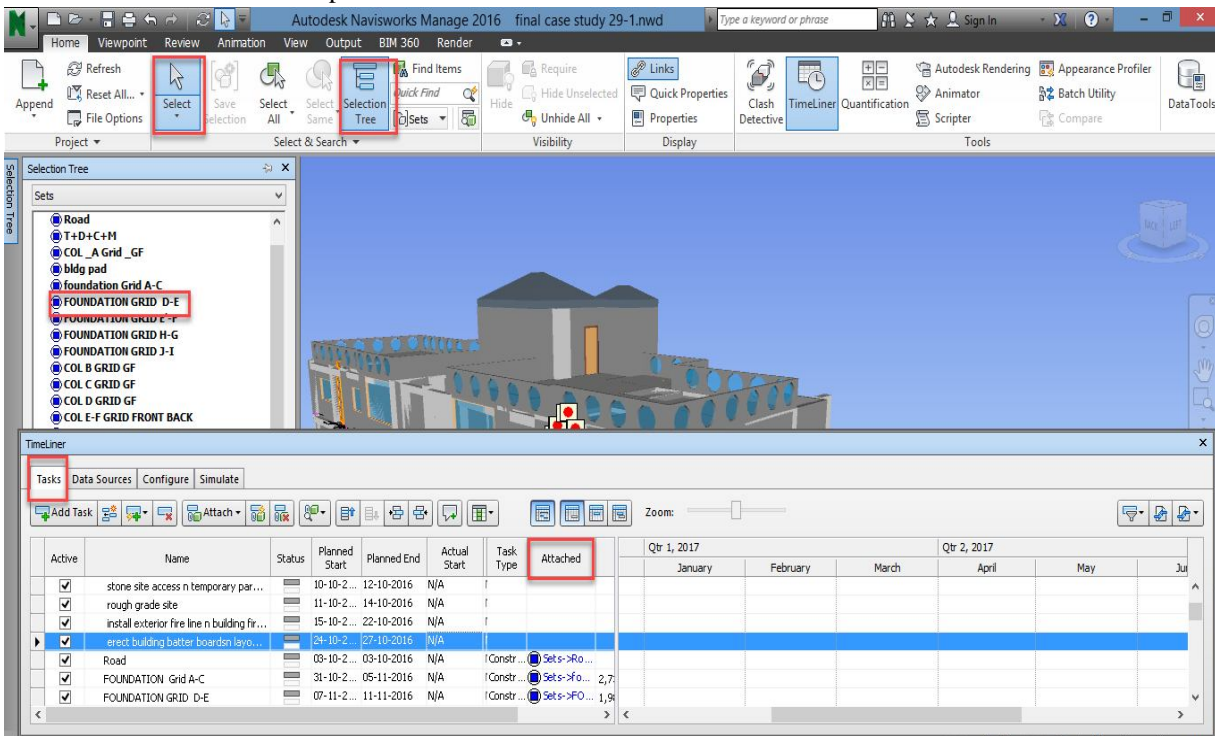 Autodesk Navisworks Manage 2016 final case study 29-1.nwd Type a keyword or phrase Sign In
Home Viewpoint Review Animation View Output BIM 360 Render
Append Refresh Reset All... File Options Select Save Selection Select All Select Same Selection Tree Find Items Quick Find Sets Hide Require Hide Unselected Unhide All Links Quick Properties Properties Clash Detective TimeLiner Quantification Autodesk Rendering Animator Scripter Appearance Profiler Batch Utility Compare DataTools
Project Select & Search Visibility Display Tools
Selection Tree
Selection Tree
Sets
Road
T+D+C+M
COL _A Grid _GF
bldg pad
foundation Grid A-C
FOUNDATION GRID D-E
FOUNDATION GRID E'-F
FOUNDATION GRID H-G
FOUNDATION GRID J-I
COL B GRID GF
COL C GRID GF
COL D GRID GF
COL E-F GRID FRONT BACK
TimeLiner
Tasks Data Sources Configure Simulate
Add Task Attach Zoom:
Active Name Status Planned Start Planned End Actual Start Task Type Attached Qtr 1, 2017 Qtr 2, 2017
January February March April May Ju
stone site access n temporary par... 10-10-2... 12-10-2016 N/A
rough grade site 11-10-2... 14-10-2016 N/A
install exterior fire line n building fir... 15-10-2... 22-10-2016 N/A
erect building batter boardsn layo... 24-10-2... 27-10-2016 N/A
Road 03-10-2... 03-10-2016 N/A Constr... Sets->Ro...
FOUNDATION Grid A-C 31-10-2... 05-11-2016 N/A Constr... Sets->fo... 2,7
FOUNDATION GRID D-E 07-11-2... 11-11-2016 N/A Constr... Sets->FO... 1,9